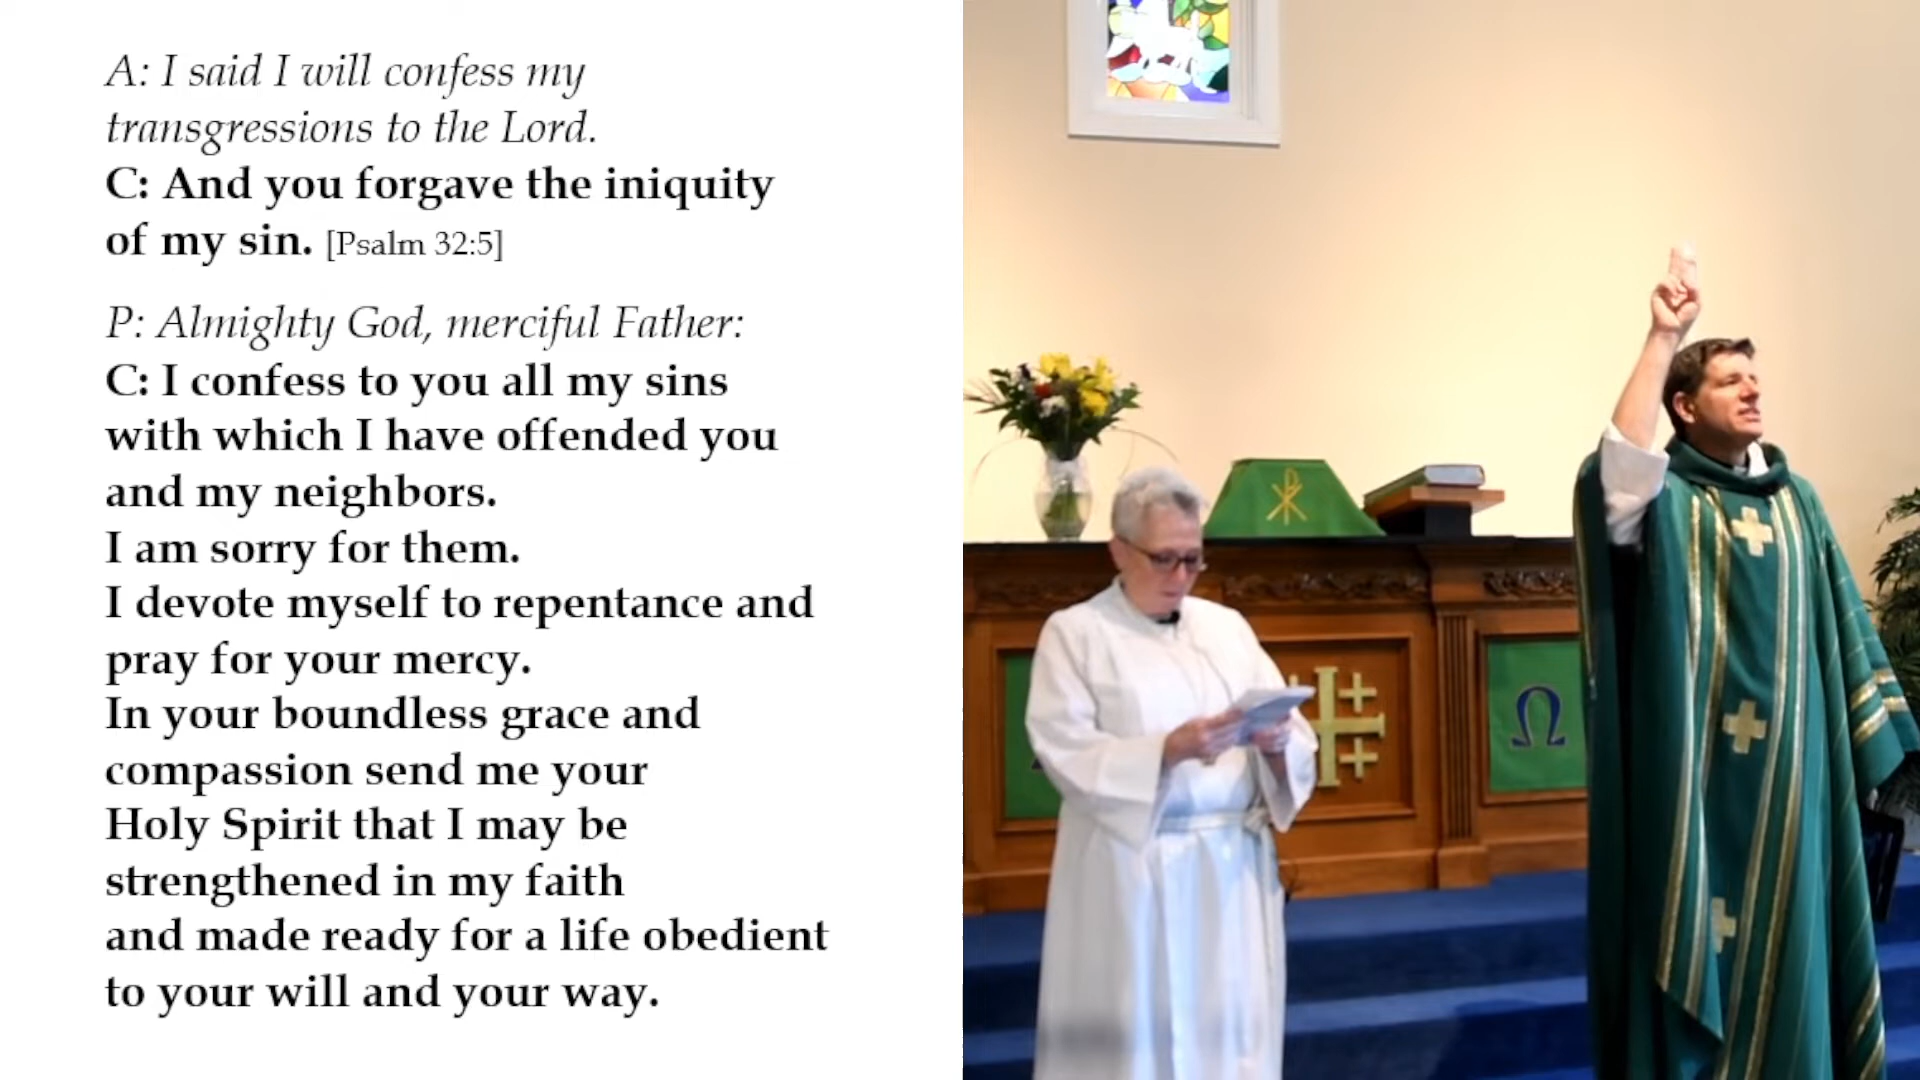 A: I said I will confess my
transgressions to the Lord.
C: And you forgave the iniquity
of my sin. [Psalm 32:5]
P: Almighty God, merciful Father:
C: I confess to you all my sins
with which I have offended you
and my neighbors.
I am sorry for them.
I devote myself to repentance and
pray for your mercy.
In your boundless grace and
compassion send me your
Holy Spirit that I may be
strengthened in my faith
and made ready for a life obedient
to your will and your way.
Ω